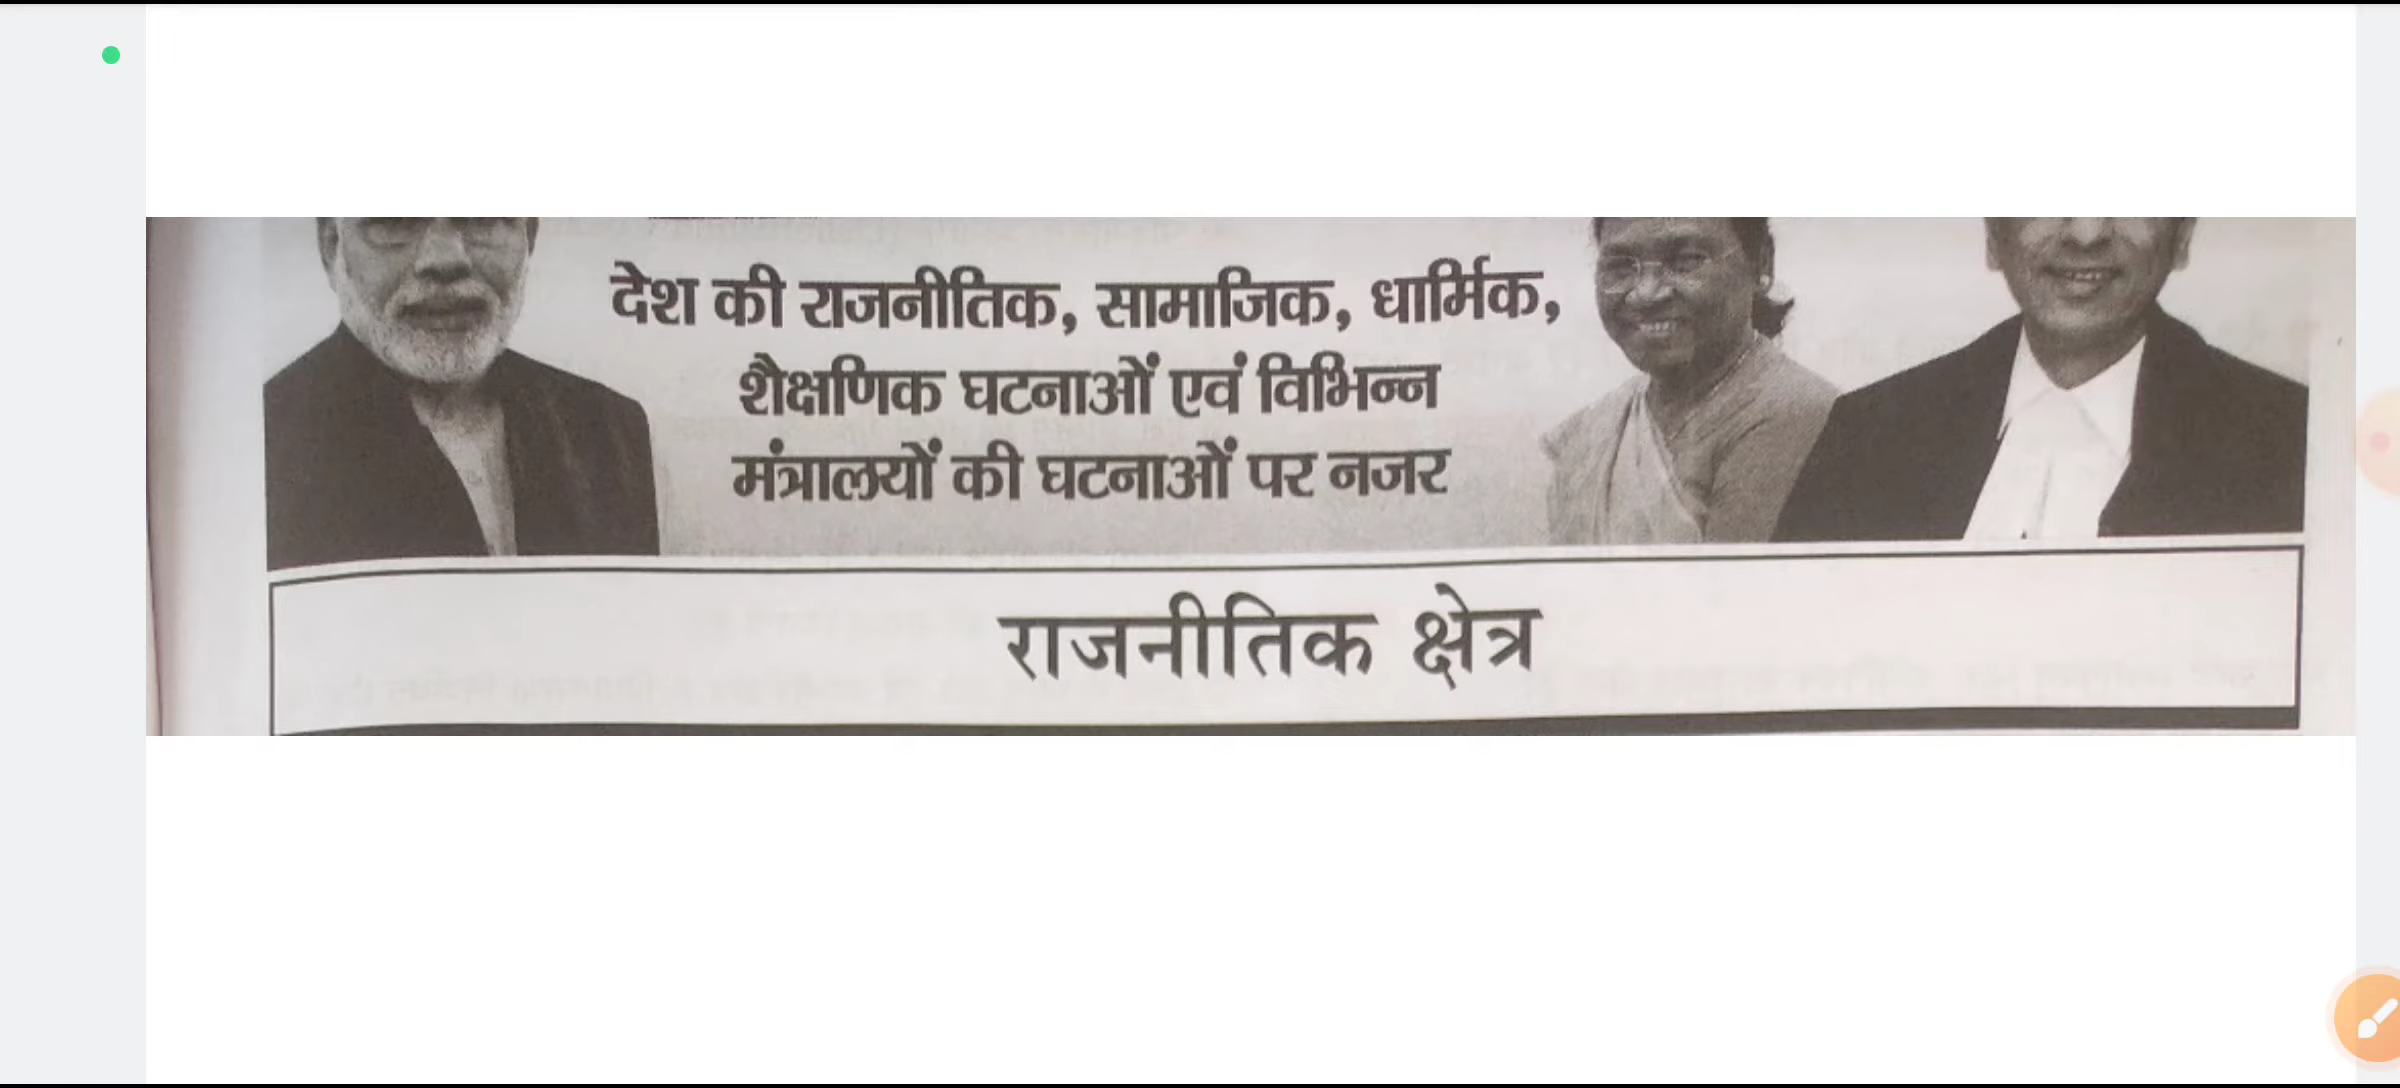 देश की राजनीतिक, सामाजिक, धार्मिक,
शैक्षणिक घटनाओं एवं विभिन्न
मंत्रालयों की घटनाओं पर नजर
राजनीतिक क्षेत्र